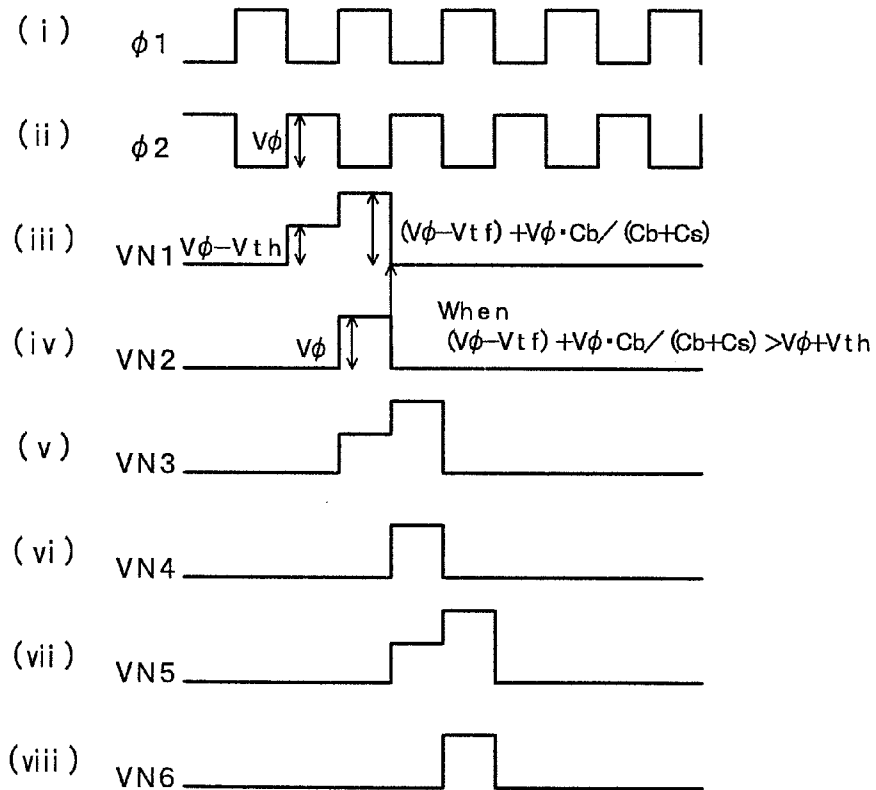 (i) φ1
(ii) φ2 Vφ
(iii) VN1 Vφ-Vth (Vφ-Vtf)+Vφ·Cb/(Cb+Cs)
(iv) VN2 Vφ When
(Vφ-Vtf)+Vφ·Cb/(Cb+Cs)>Vφ+Vth
(v) VN3
(vi) VN4
(vii) VN5
(viii) VN6